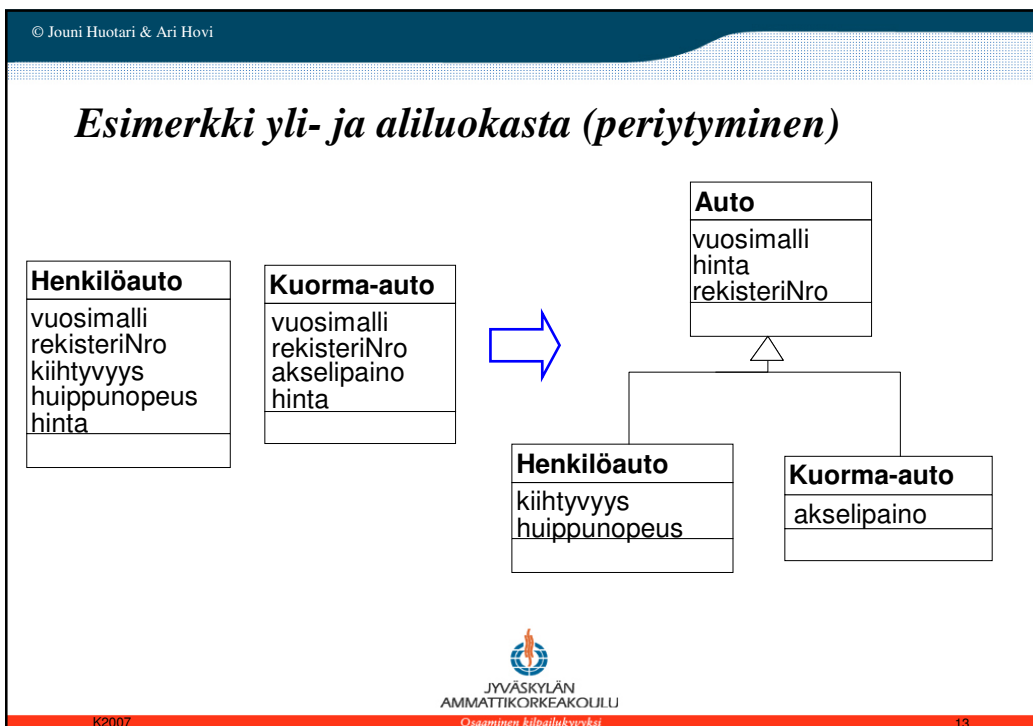 © Jouni Huotari & Ari Hovi
Esimerkki yli- ja aliluokasta (periytyminen)
Henkilöauto
vuosimalli
rekisteriNro
kiihtyvyys
huippunopeus
hinta
Kuorma-auto
vuosimalli
rekisteriNro
akselipaino
hinta
Auto
vuosimalli
hinta
rekisteriNro
Henkilöauto
kiihtyvyys
huippunopeus
Kuorma-auto
akselipaino
JYVÄSKYLÄN
AMMATTIKORKEAKOULU
K2007
Osaaminen kilpailukyvyksi
13